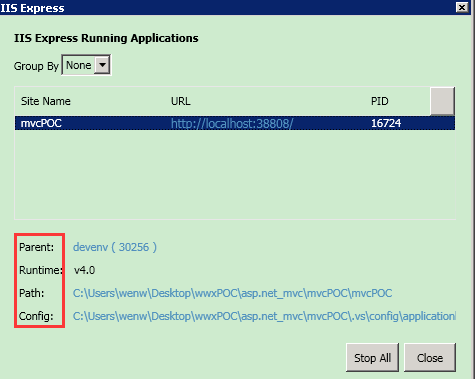 IIS Express
IIS Express Running Applications
Group By None
Site Name URL PID
mvcPOC http://localhost:38808/ 16724
Parent: devenv ( 30256 )
Runtime: v4.0
Path: C:\Users\wenw\Desktop\wwxPOC\asp.net_mvc\mvcPOC\mvcPOC
Config: C:\Users\wenw\Desktop\wwxPOC\asp.net_mvc\mvcPOC\.vs\config\application
Stop All Close